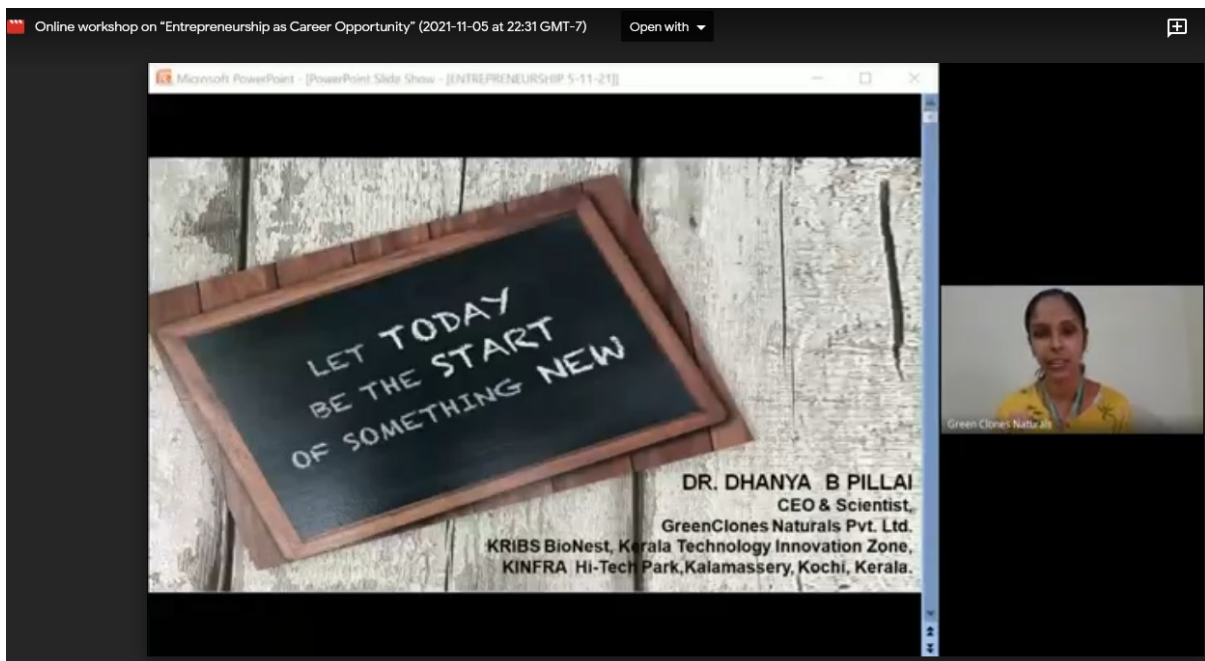 Online workshop on “Entrepreneurship as Career Opportunity” (2021-11-05 at 22:31 GMT-7)
Open with
Microsoft PowerPoint - [PowerPoint Slide Show - [ENTREPRENEURSHIP 5-11-21]]
LET TODAY
BE THE START
OF SOMETHING NEW
DR. DHANYA B PILLAI
CEO & Scientist,
GreenClones Naturals Pvt. Ltd.
KRIBS BioNest, Kerala Technology Innovation Zone,
KINFRA Hi-Tech Park,Kalamassery, Kochi, Kerala.
Green Clones Naturals